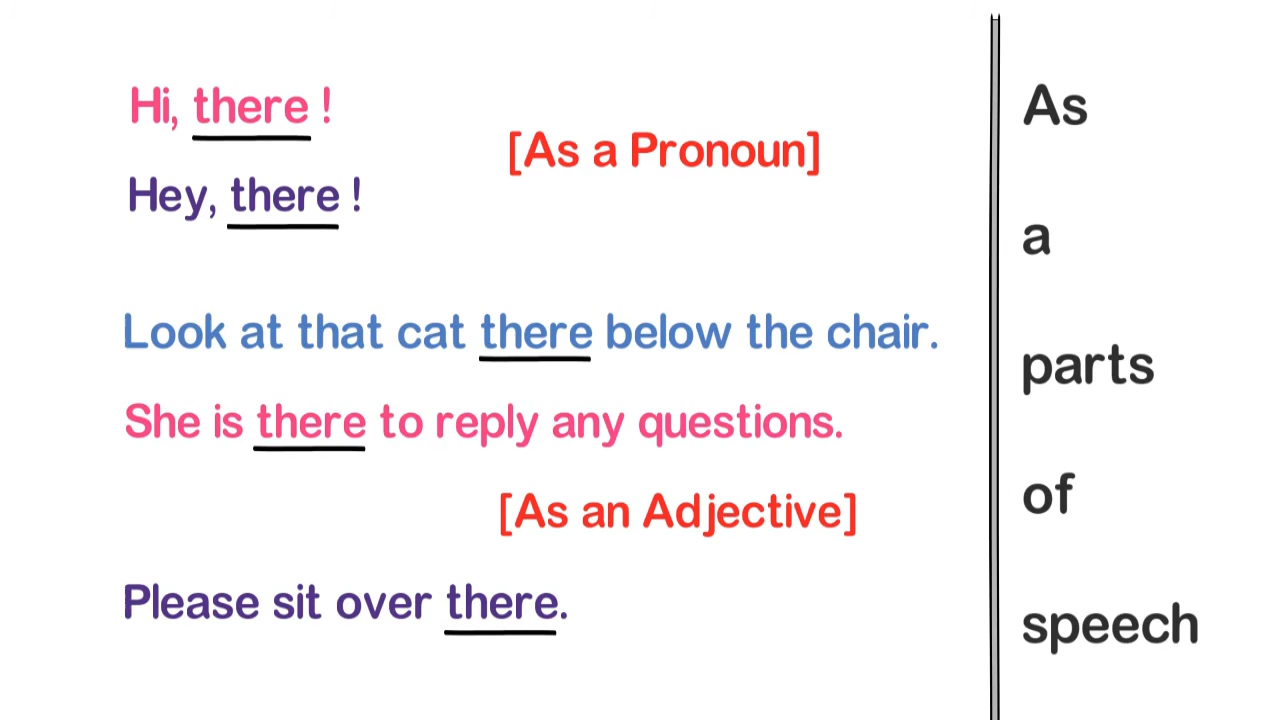 Hi, there !
[As a Pronoun]
Hey, there !
Look at that cat there below the chair.
She is there to reply any questions.
[As an Adjective]
Please sit over there.
As
a
parts
of
speech